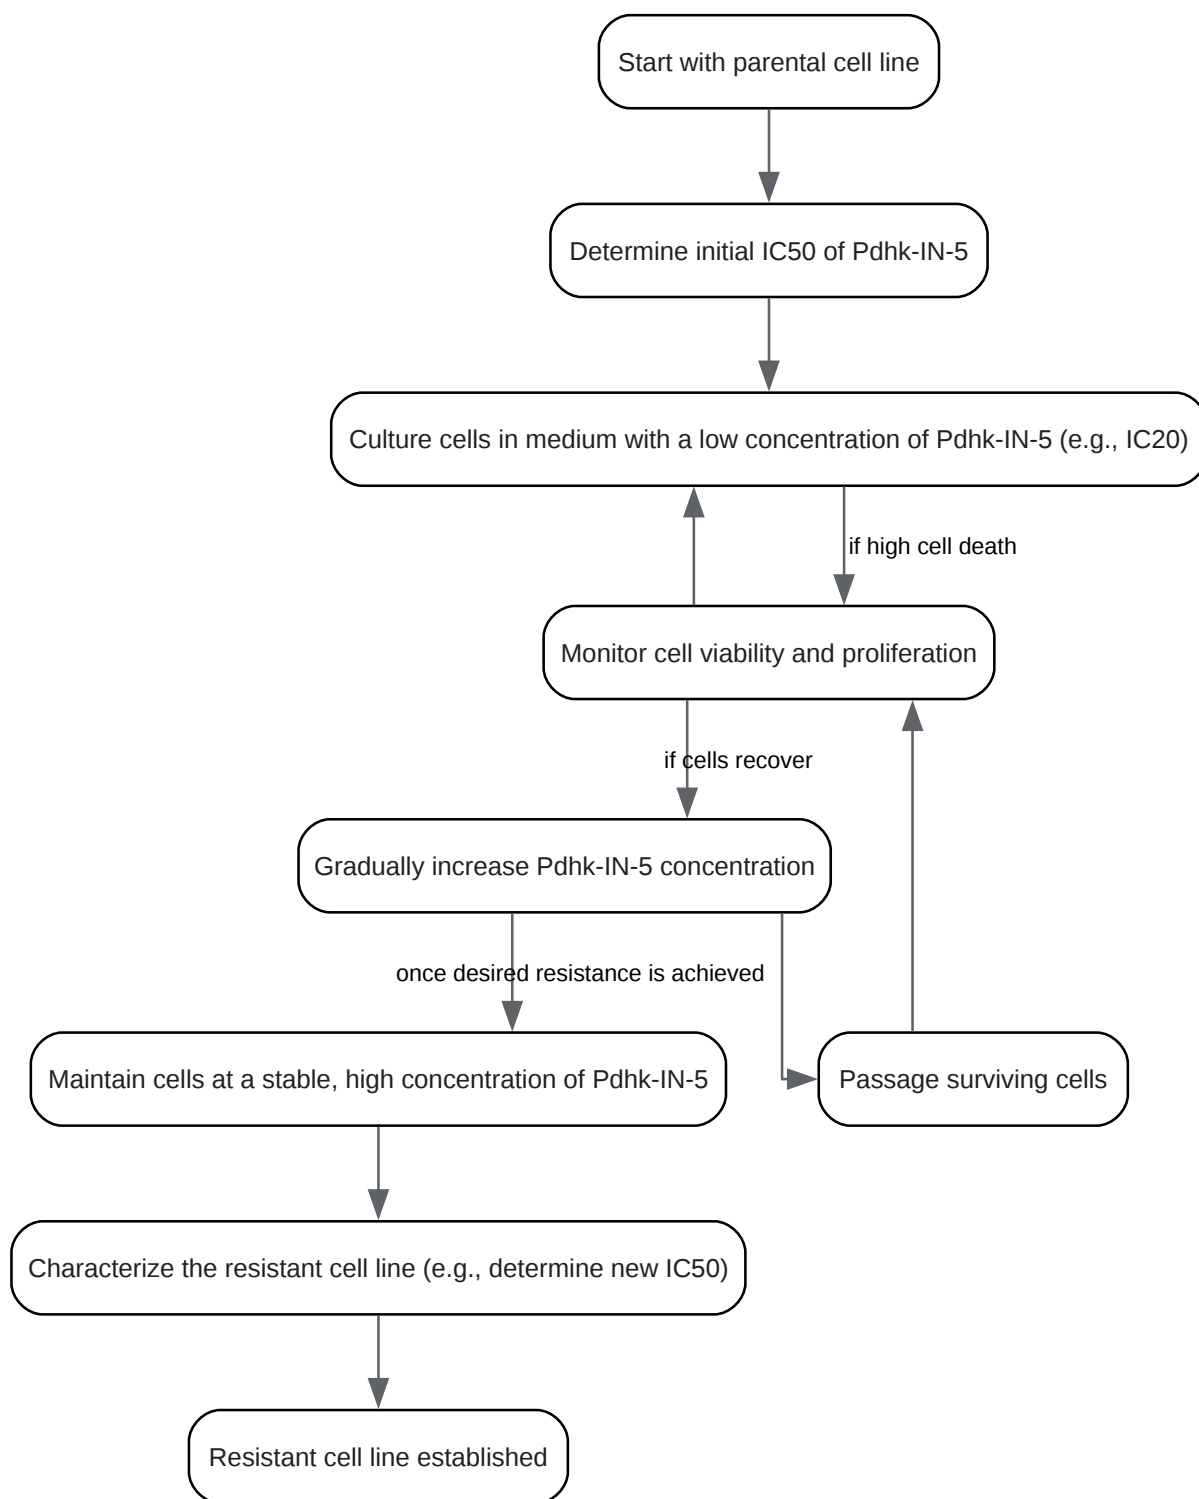 Start with parental cell line
Determine initial IC50 of Pdhk-IN-5
Culture cells in medium with a low concentration of Pdhk-IN-5 (e.g., IC20)
if high cell death
Monitor cell viability and proliferation
if cells recover
Gradually increase Pdhk-IN-5 concentration
once desired resistance is achieved
Maintain cells at a stable, high concentration of Pdhk-IN-5
Passage surviving cells
Characterize the resistant cell line (e.g., determine new IC50)
Resistant cell line established